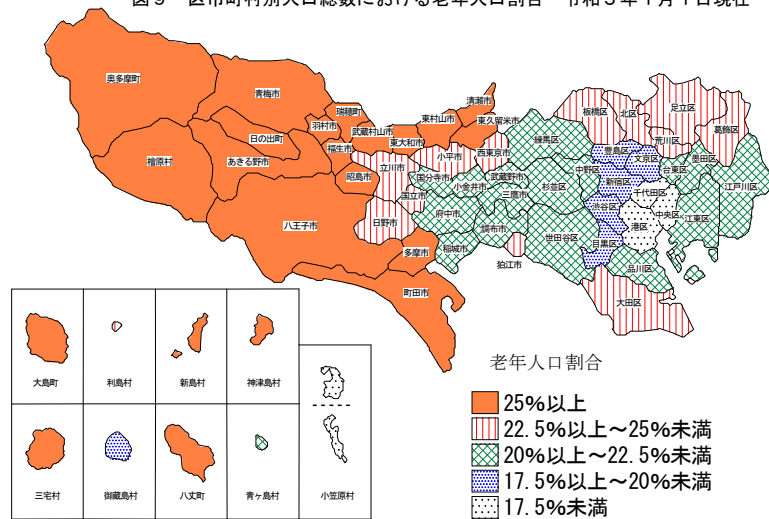 図9 区市町村別人口総数における老年人口割合 令和5年1月1日現在
奥多摩町
青梅市
瑞穂町
清瀬市
羽村市
武蔵村山市
東村山市
東久留米市
板橋区
北区
足立区
日の出町
福生市
東大和市
練馬区
荒川区
葛飾区
檜原村
あきる野市
立川市
小平市
西東京市
豊島区
文京区
墨田区
昭島市
国分寺市
武蔵野市
中野区
台東区
国立市
小金井市
三鷹市
杉並区
新宿区
千代田区
江戸川区
八王子市
日野市
府中市
調布市
渋谷区
中央区
江東区
稲城市
世田谷区
港区
多摩市
目黒区
品川区
狛江市
町田市
大田区
大島町
利島村
新島村
神津島村
三宅村
御蔵島村
八丈町
青ヶ島村
小笠原村
老年人口割合
25%以上
22.5%以上～25%未満
20%以上～22.5%未満
17.5%以上～20%未満
17.5%未満